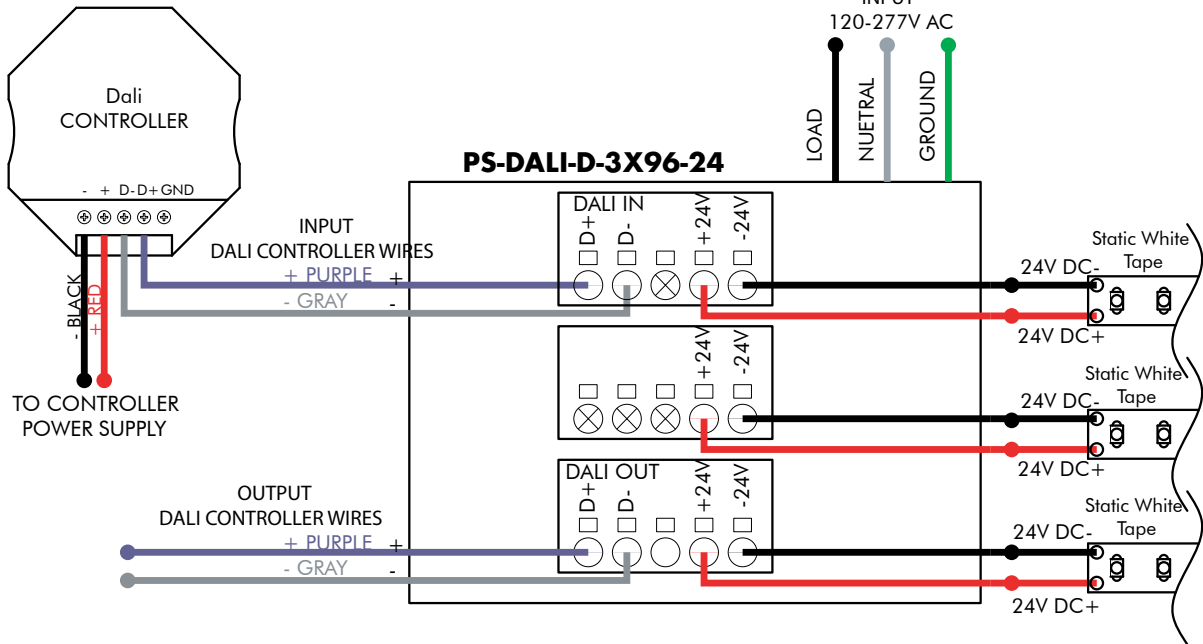 INPUT
120-277V AC
LOAD
NUETRAL
GROUND
Dali
CONTROLLER
- + D- D+ GND
- BLACK
+ RED
TO CONTROLLER
POWER SUPPLY
PS-DALI-D-3X96-24
INPUT
DALI CONTROLLER WIRES
+ PURPLE +
- GRAY -
DALI IN
D+ D- +24V -24V
24V DC-
24V DC+
Static White
Tape
+24V -24V
24V DC-
24V DC+
Static White
Tape
OUTPUT
DALI CONTROLLER WIRES
+ PURPLE +
- GRAY -
DALI OUT
D+ D- +24V -24V
24V DC-
24V DC+
Static White
Tape